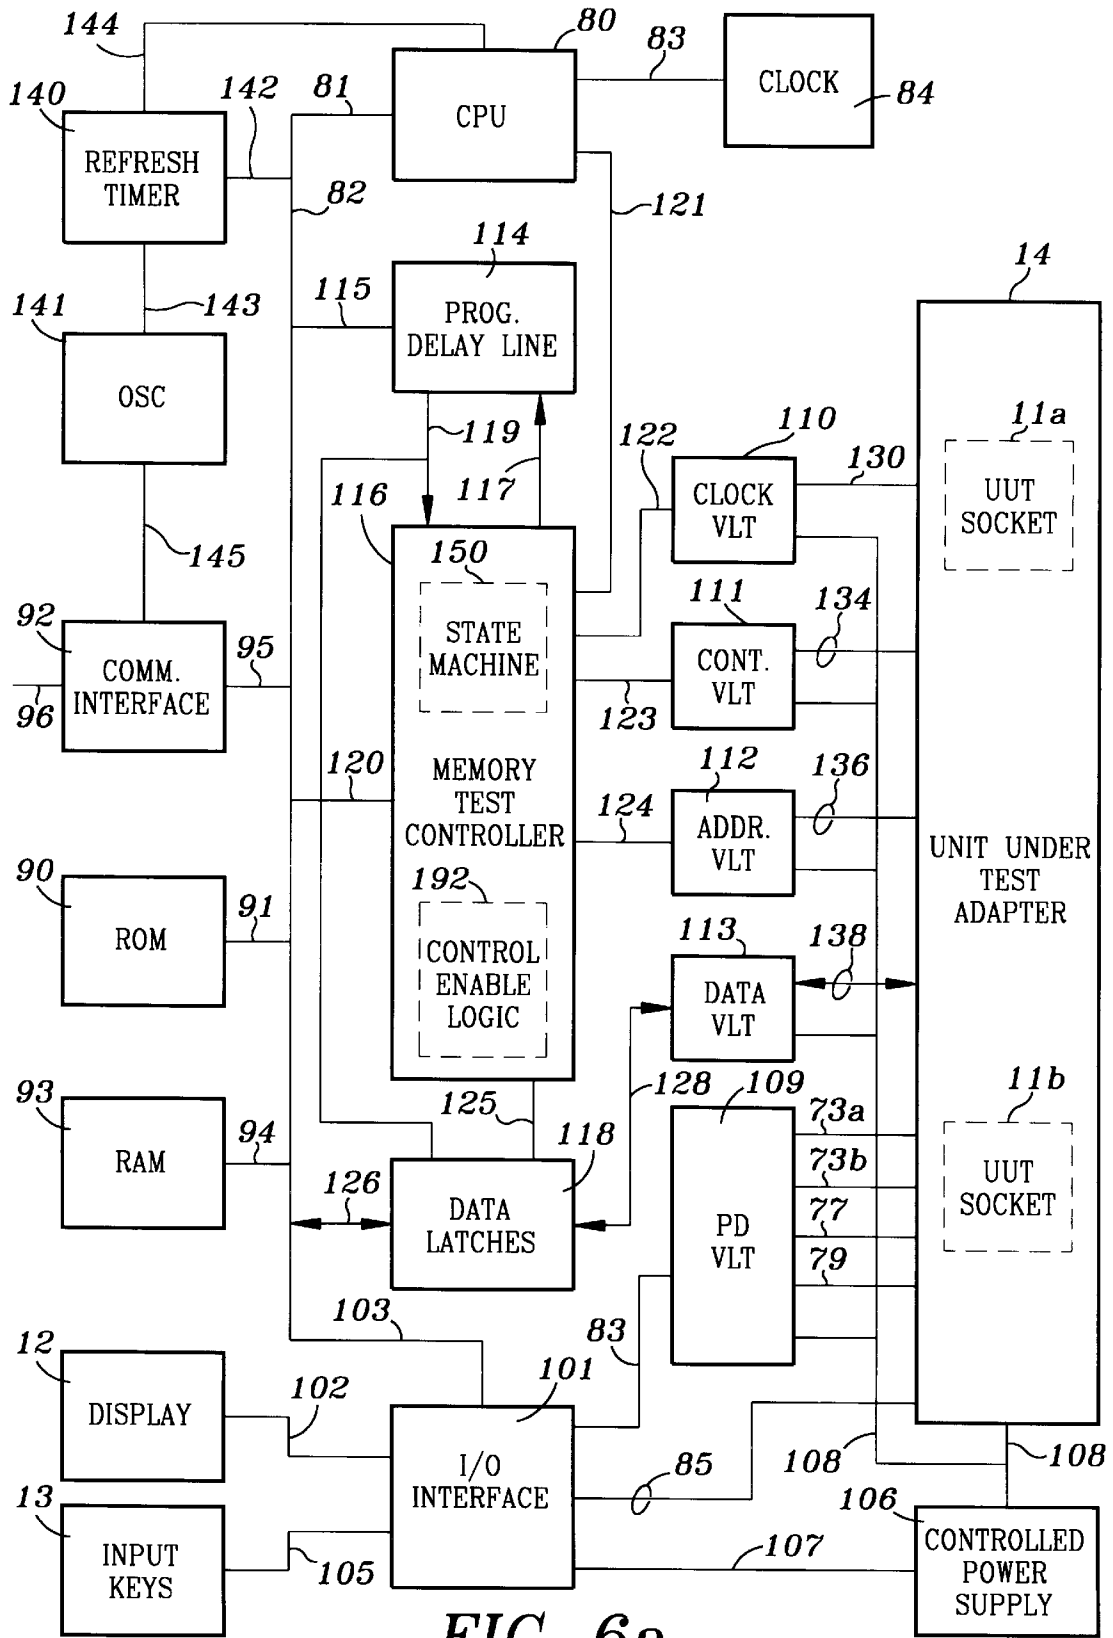 144
80
83
CLOCK
84
140
142
81
CPU
REFRESH
TIMER
82
121
114
14
141
143
115
PROG.
DELAY LINE
OSC
119
117
122
110
130
11a
UUT
SOCKET
116
CLOCK
VLT
145
150
STATE
MACHINE
111
134
92
95
CONT.
VLT
COMM.
INTERFACE
96
123
120
MEMORY
TEST
CONTROLLER
112
136
124
ADDR.
VLT
UNIT UNDER
TEST
ADAPTER
90
91
ROM
192
CONTROL
ENABLE
LOGIC
113
138
DATA
VLT
93
94
RAM
125
128
109
73a
11b
118
73b
UUT
SOCKET
126
DATA
LATCHES
PD
VLT
77
79
103
83
12
DISPLAY
102
101
I/O
INTERFACE
85
108
108
13
INPUT
KEYS
105
107
106
CONTROLLED
POWER
SUPPLY
FIG. 6a